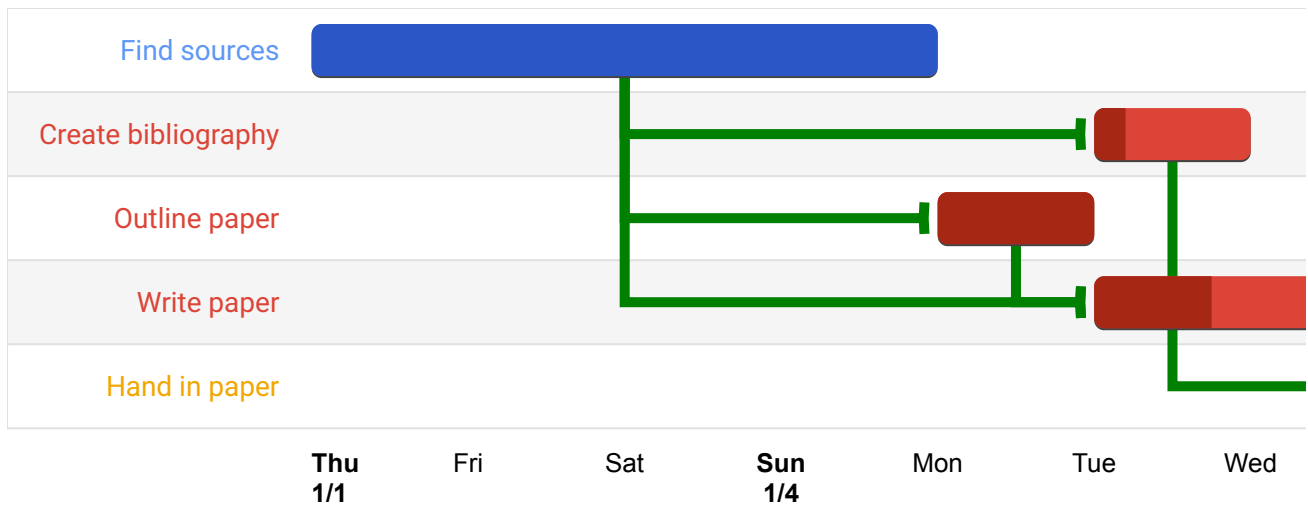 Find sources
Create bibliography
Outline paper
Write paper
Hand in paper
Thu Fri Sat Sun Mon Tue Wed
1/1 1/4